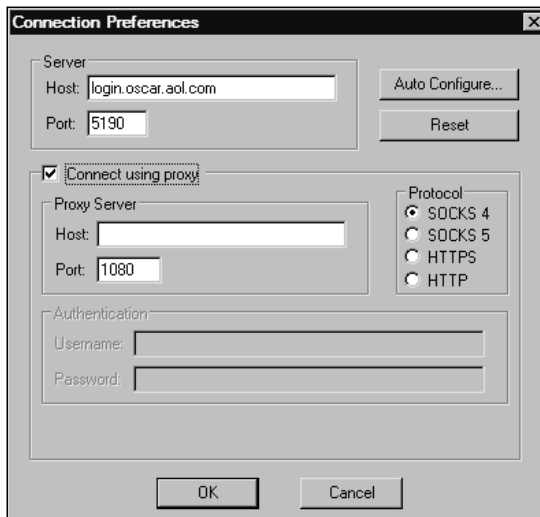 Connection Preferences
Server
Host: login.oscar.aol.com
Port: 5190
Auto Configure...
Reset
Connect using proxy
Proxy Server
Host:
Port: 1080
Protocol
SOCKS 4
SOCKS 5
HTTPS
HTTP
Authentication
Username:
Password:
OK
Cancel